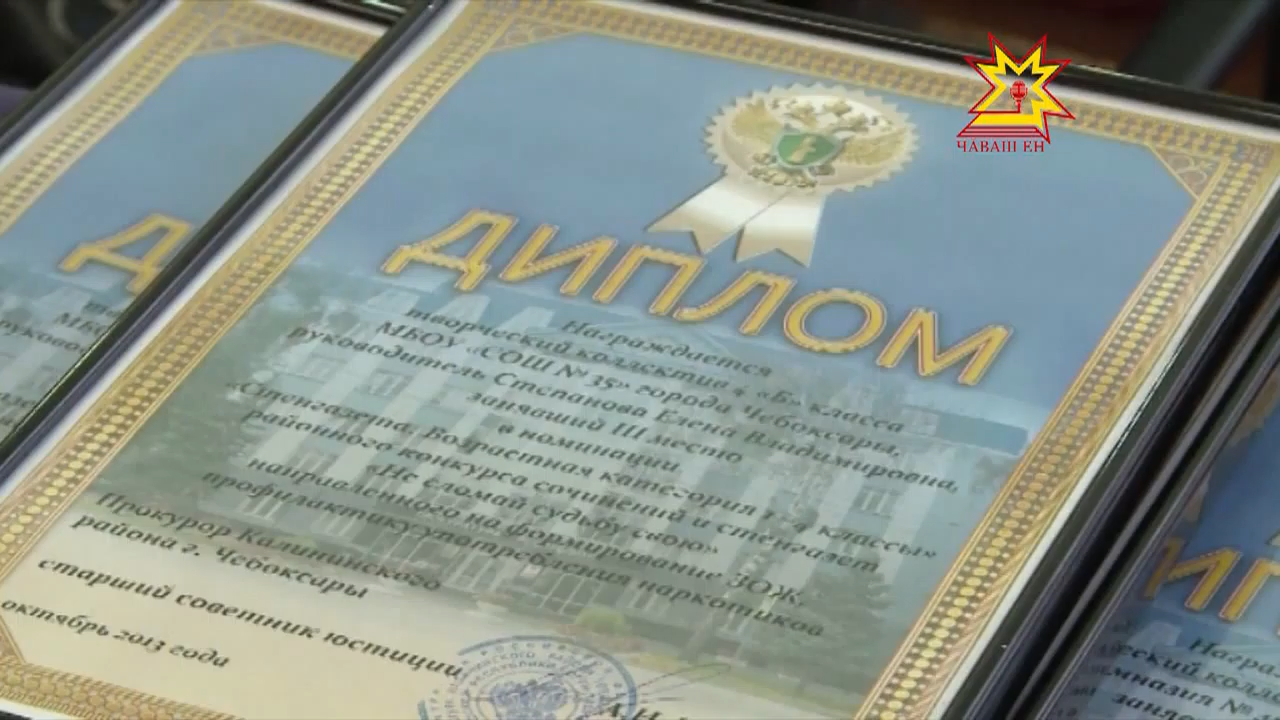 ЧАВАШ ЕН
ДИПЛОМ
Награждается
творческий коллектив 4 «Б» класса
МБОУ «СОШ № 35» города Чебоксары,
руководитель Степанова Елена Владимировна,
занявший III место
в номинации
«Стенгазета. Возрастная категория классы»
районного конкурса сочинений и стенгазет
«Не сломай судьбу свою»
направленного на формирование ЗОЖ,
профилактику употребления наркотиков
Прокурор Калининского
района г. Чебоксары
старший советник юстиции
октябрь 2013 года